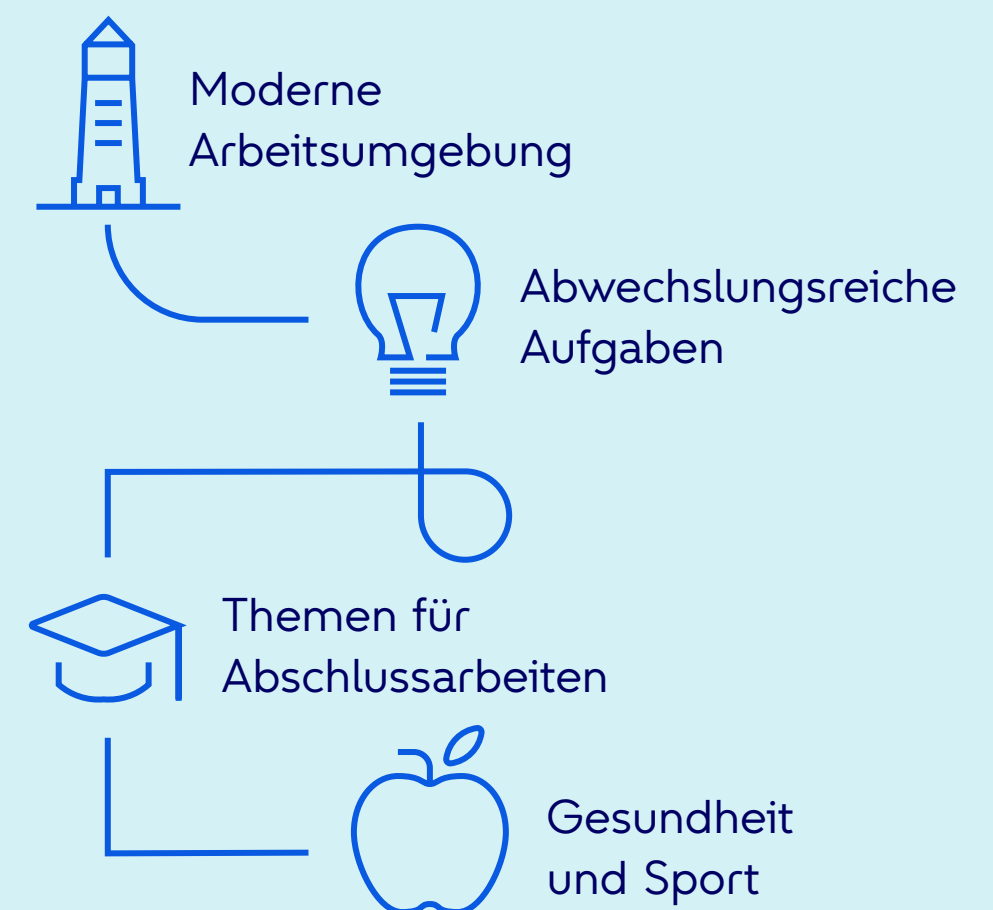 Moderne
Arbeitsumgebung
Abwechslungsreiche
Aufgaben
Themen für
Abschlussarbeiten
Gesundheit
und Sport